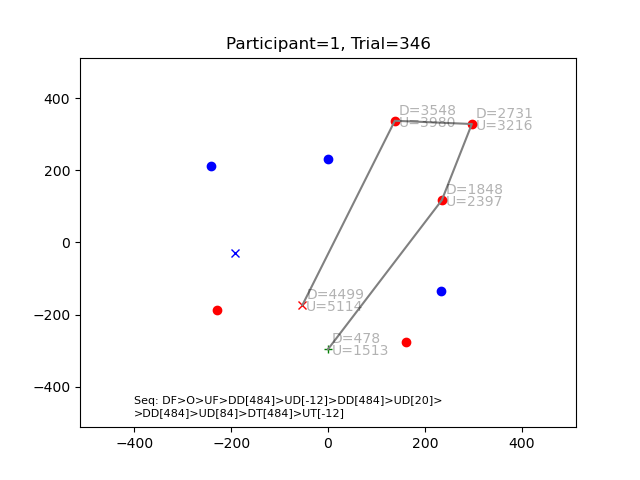 Participant=1, Trial=346
D=3548
U=3980
D=2731
U=3216
D=1848
U=2397
D=4499
U=5114
D=478
U=1513
Seq: DF>O>UF>DD[484]>UD[-12]>DD[484]>UD[20]>
>DD[484]>UD[84]>DT[484]>UT[-12]
400
200
0
−200
−400
−400
−200
0
200
400